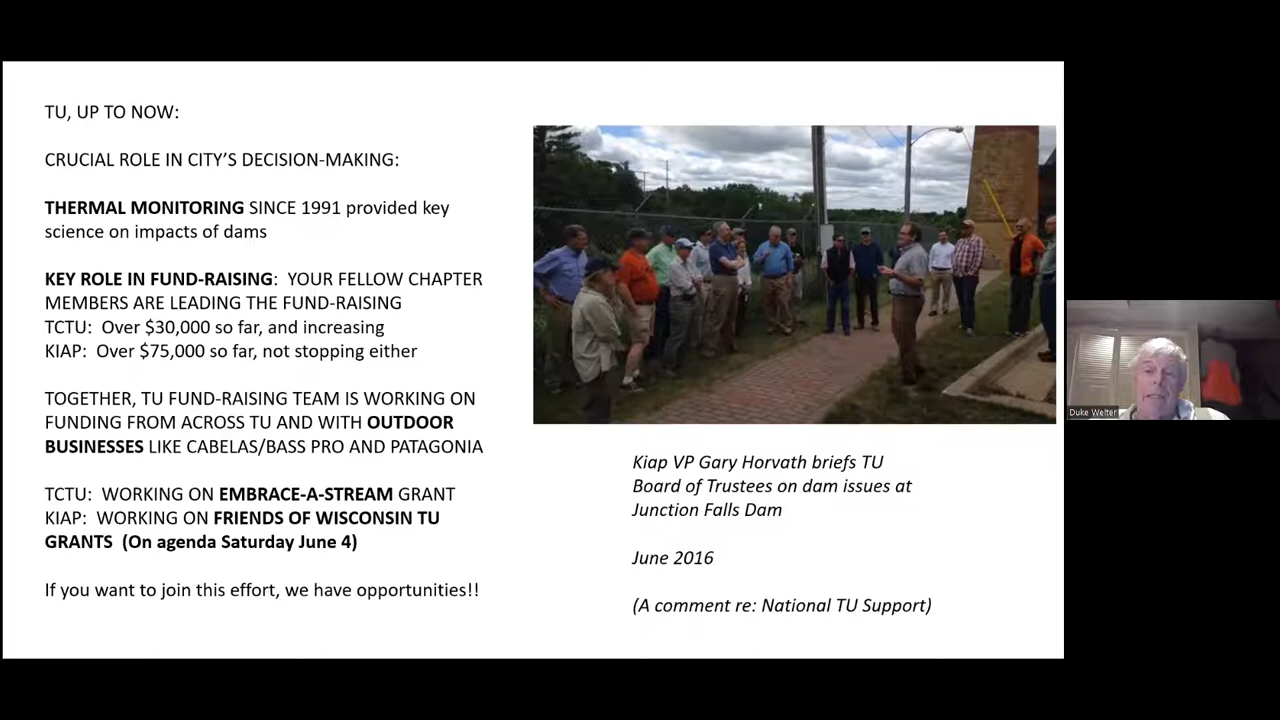 TU, UP TO NOW:
CRUCIAL ROLE IN CITY'S DECISION-MAKING:
THERMAL MONITORING SINCE 1991 provided key
science on impacts of dams
KEY ROLE IN FUND-RAISING:  YOUR FELLOW CHAPTER
MEMBERS ARE LEADING THE FUND-RAISING
TCTU:  Over $30,000 so far, and increasing
KIAP:  Over $75,000 so far, not stopping either
TOGETHER, TU FUND-RAISING TEAM IS WORKING ON
FUNDING FROM ACROSS TU AND WITH OUTDOOR
BUSINESSES LIKE CABELAS/BASS PRO AND PATAGONIA
TCTU:  WORKING ON EMBRACE-A-STREAM GRANT
KIAP:  WORKING ON FRIENDS OF WISCONSIN TU
GRANTS  (On agenda Saturday June 4)
If you want to join this effort, we have opportunities!!
Kiap VP Gary Horvath briefs TU
Board of Trustees on dam issues at
Junction Falls Dam
June 2016
(A comment re: National TU Support)
Duke Welter